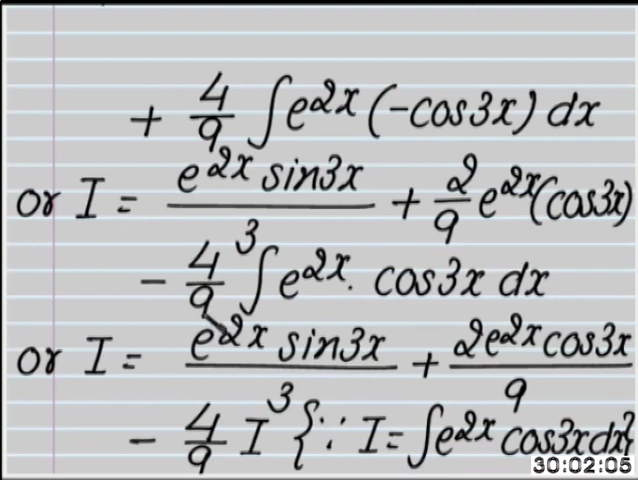 + 4/9 ∫e^2x (-cos3x) dx
or I = e^2x sin3x / 3 + 2/9 e^2x(cos3x)
- 4/9 ∫e^2x. cos3x dx
or I = e^2x sin3x / 3 + 2e^2x cos3x / 9
- 4/9 I {∵ I = ∫e^2x cos3x dx}
30:02:05